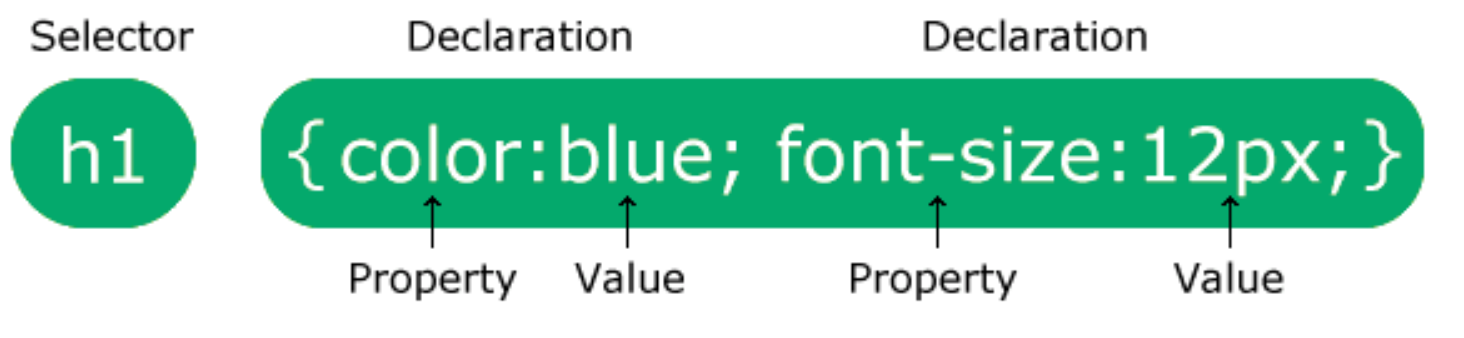 Selector Declaration Declaration
h1 {color:blue; font-size:12px;}
Property Value Property Value